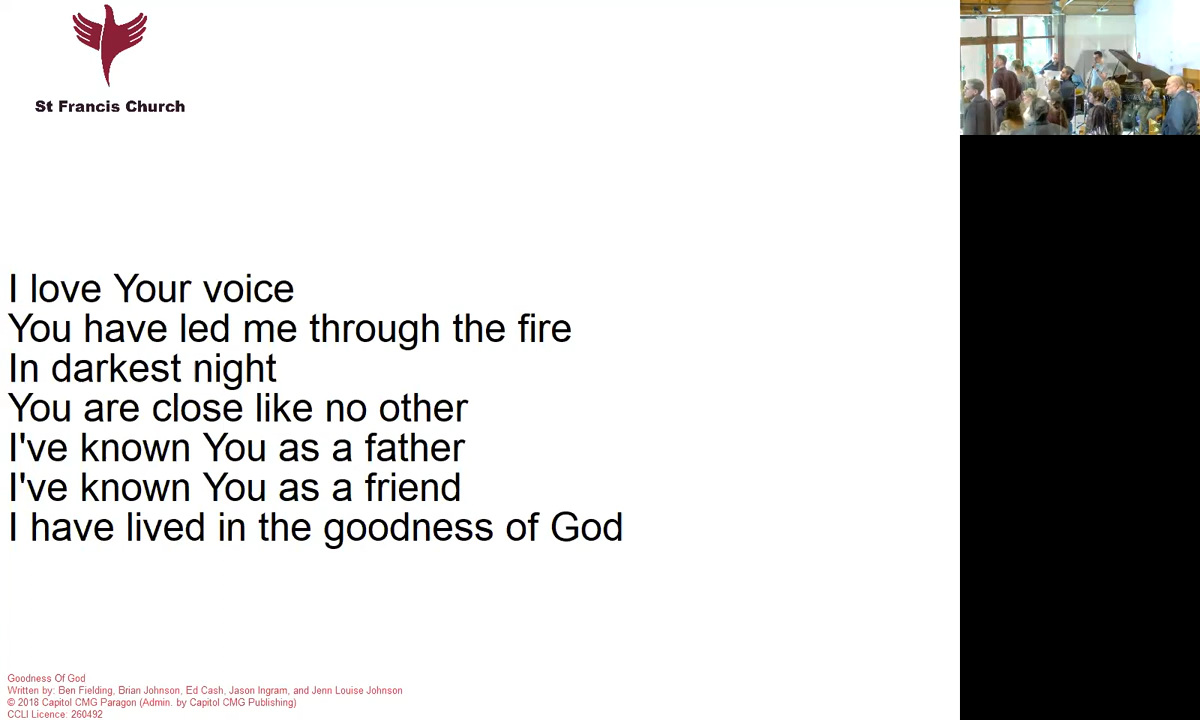 St Francis Church
I love Your voice
You have led me through the fire
In darkest night
You are close like no other
I've known You as a father
I've known You as a friend
I have lived in the goodness of God
Goodness Of God
Written by: Ben Fielding, Brian Johnson, Ed Cash, Jason Ingram, and Jenn Louise Johnson
© 2018 Capitol CMG Paragon (Admin. by Capitol CMG Publishing)
CCLI Licence: 260492